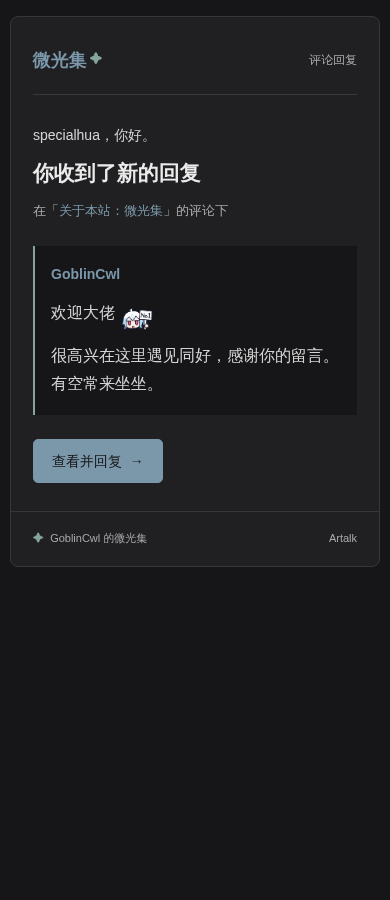 微光集
评论回复
specialhua，你好。
你收到了新的回复
在「关于本站：微光集」的评论下
GoblinCwl
欢迎大佬
No.1
很高兴在这里遇见同好，感谢你的留言。
有空常来坐坐。
查看并回复 →
GoblinCwl 的微光集
Artalk